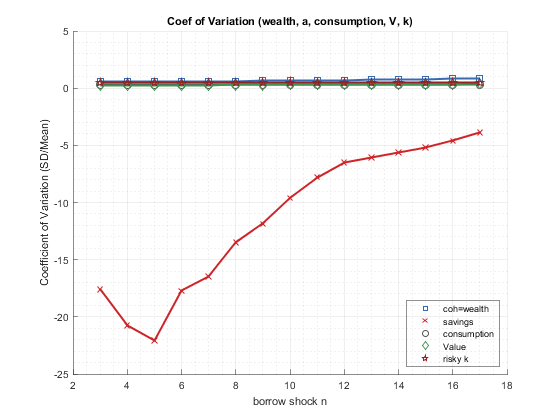 Coef of Variation (wealth, a, consumption, V, k)
5
0
-5
-10
-15
-20
-25
Coefficient of Variation (SD/Mean)
2 4 6 8 10 12 14 16 18
borrow shock n
coh=wealth
savings
consumption
Value
risky k